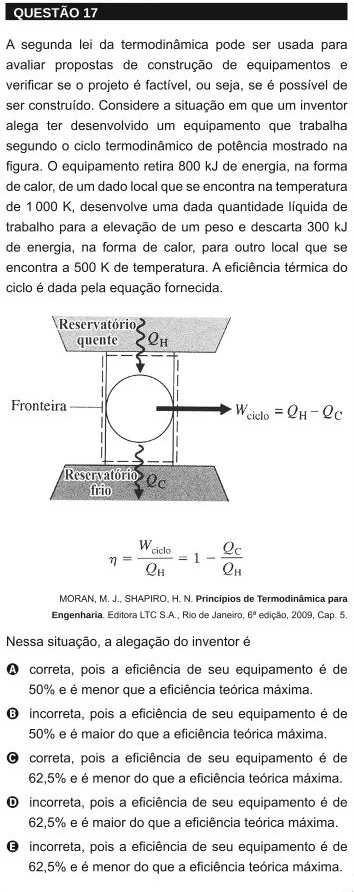 QUESTÃO 17
A segunda lei da termodinâmica pode ser usada para
avaliar propostas de construção de equipamentos e
verificar se o projeto é factível, ou seja, se é possível de
ser construído. Considere a situação em que um inventor
alega ter desenvolvido um equipamento que trabalha
segundo o ciclo termodinâmico de potência mostrado na
figura. O equipamento retira 800 kJ de energia, na forma
de calor, de um dado local que se encontra na temperatura
de 1 000 K, desenvolve uma dada quantidade líquida de
trabalho para a elevação de um peso e descarta 300 kJ
de energia, na forma de calor, para outro local que se
encontra a 500 K de temperatura. A eficiência térmica do
ciclo é dada pela equação fornecida.
Reservatório
quente Q_H
Fronteira
W_ciclo = Q_H – Q_C
Reservatório
frio Q_C
η = W_ciclo / Q_H = 1 – Q_C / Q_H
MORAN, M. J., SHAPIRO, H. N. Princípios de Termodinâmica para
Engenharia. Editora LTC S.A., Rio de Janeiro, 6ª edição, 2009, Cap. 5.
Nessa situação, a alegação do inventor é
A correta, pois a eficiência de seu equipamento é de
50% e é menor que a eficiência teórica máxima.
B incorreta, pois a eficiência de seu equipamento é de
50% e é maior do que a eficiência teórica máxima.
C correta, pois a eficiência de seu equipamento é de
62,5% e é menor do que a eficiência teórica máxima.
D incorreta, pois a eficiência de seu equipamento é de
62,5% e é maior do que a eficiência teórica máxima.
E incorreta, pois a eficiência de seu equipamento é de
62,5% e é menor do que a eficiência teórica máxima.